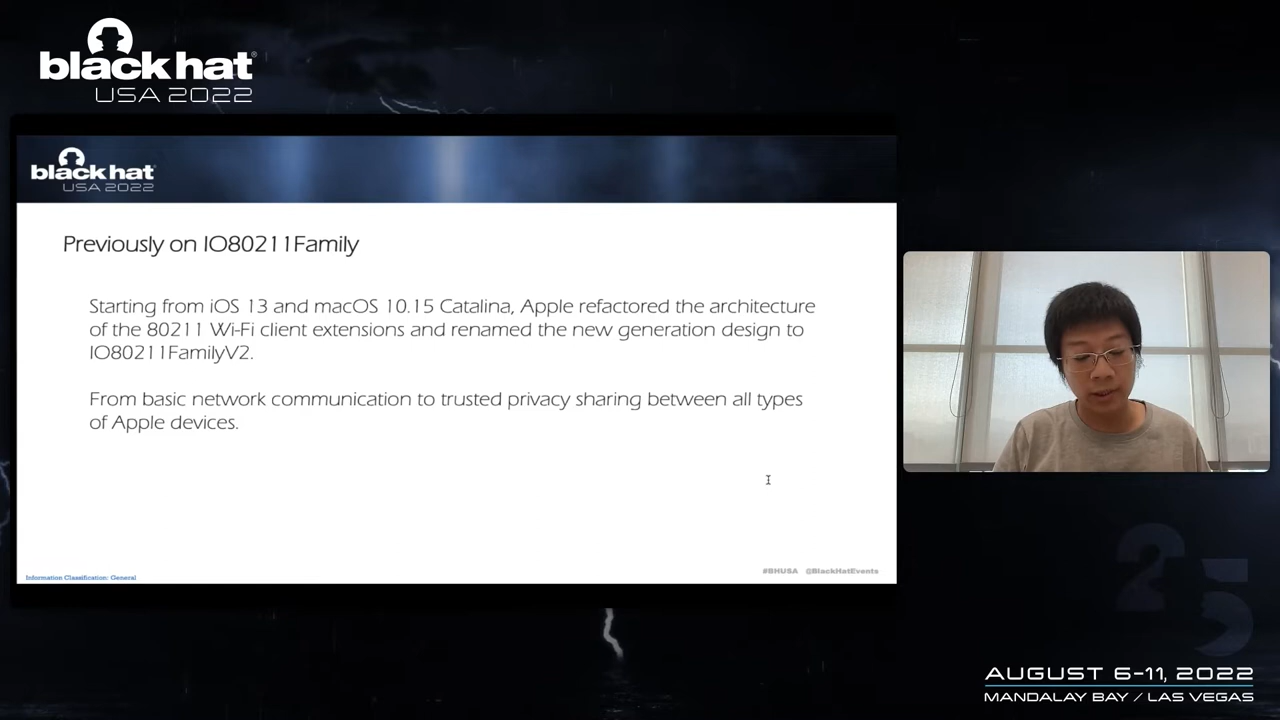 black hat®
USA 2022
black hat®
USA 2022
Previously on IO80211Family
Starting from iOS 13 and macOS 10.15 Catalina, Apple refactored the architecture
of the 80211 Wi-Fi client extensions and renamed the new generation design to
IO80211FamilyV2.
From basic network communication to trusted privacy sharing between all types
of Apple devices.
Information Classification: General
#BHUSA @BlackHatEvents
25
AUGUST 6-11, 2022
MANDALAY BAY / LAS VEGAS